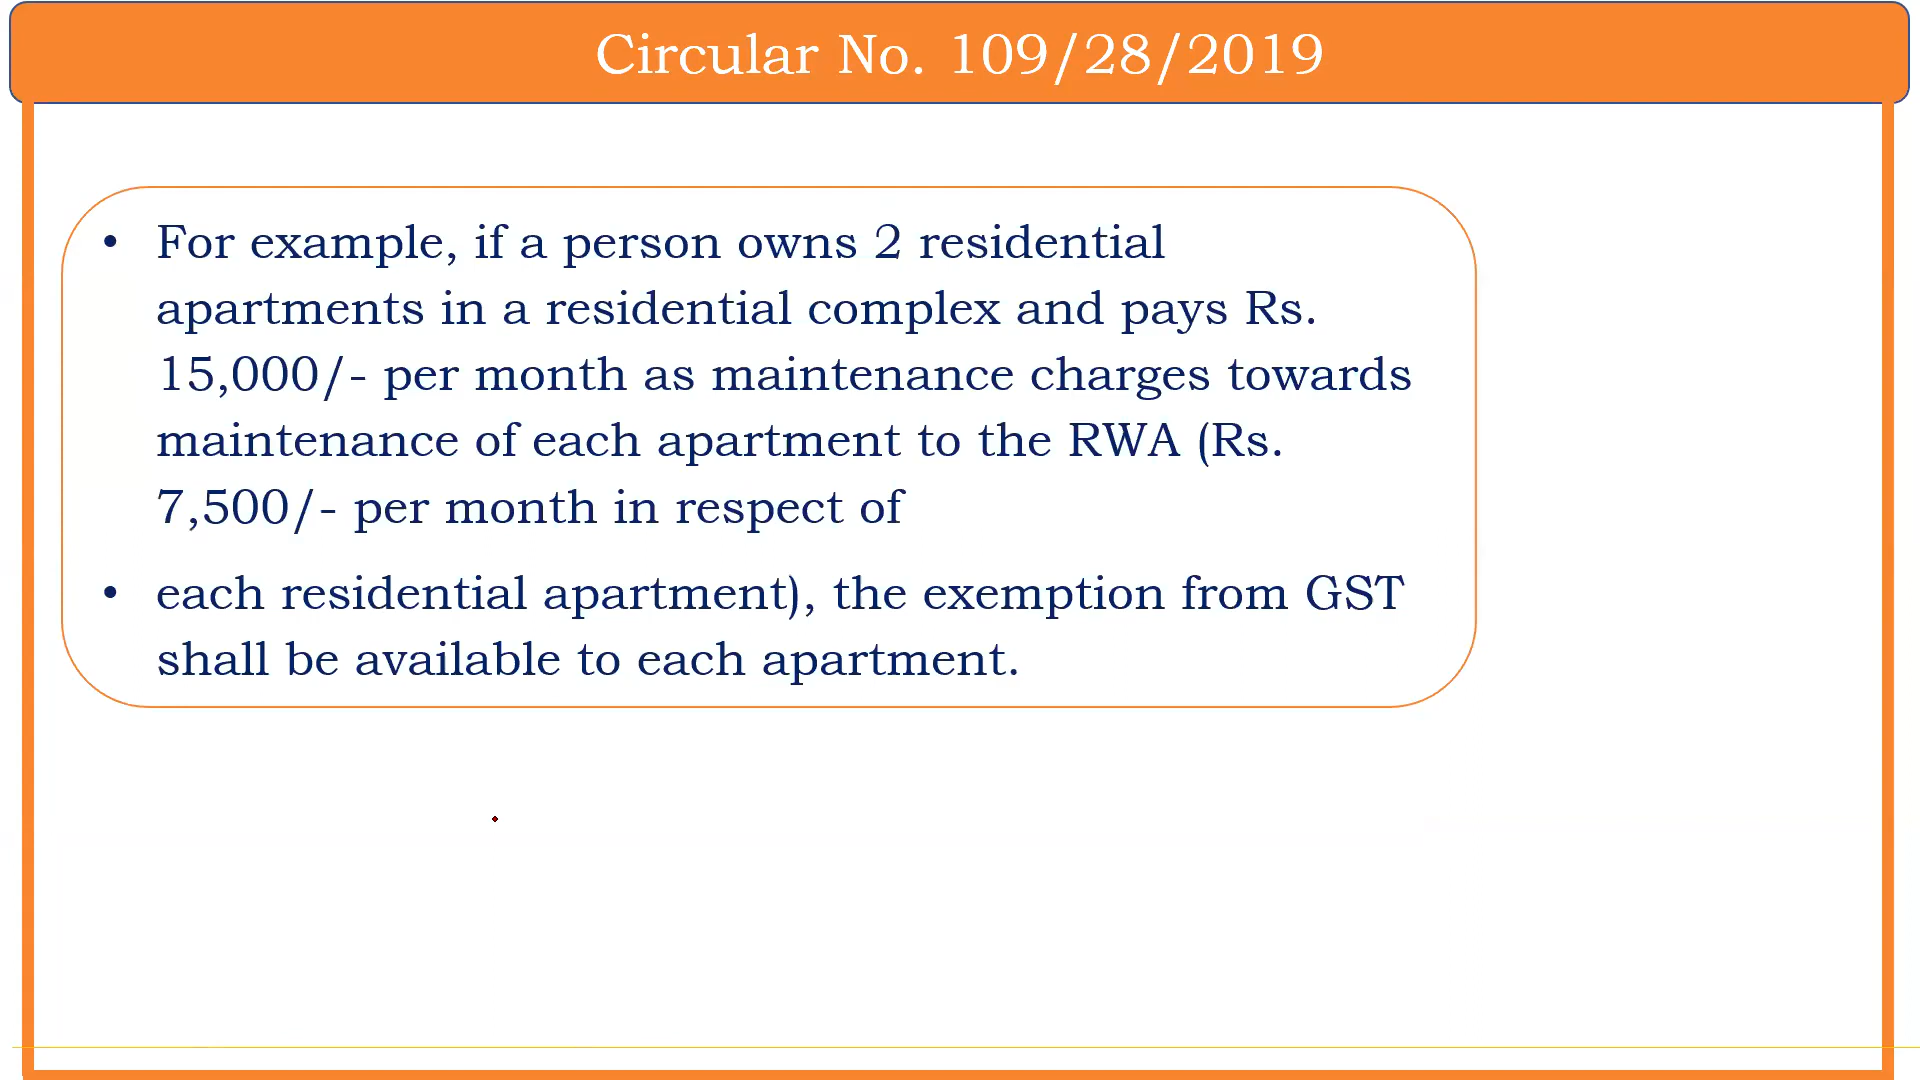 Circular No. 109/28/2019
• For example, if a person owns 2 residential
apartments in a residential complex and pays Rs.
15,000/- per month as maintenance charges towards
maintenance of each apartment to the RWA (Rs.
7,500/- per month in respect of
• each residential apartment), the exemption from GST
shall be available to each apartment.